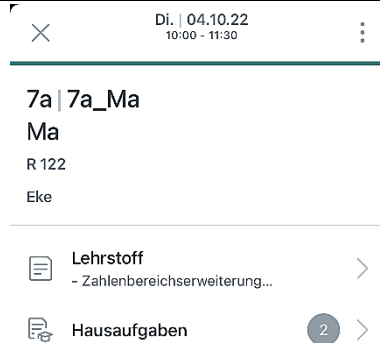 Di. | 04.10.22
10:00 - 11:30
7a | 7a_Ma
Ma
R 122
Eke
Lehrstoff
- Zahlenbereichserweiterung...
Hausaufgaben 2